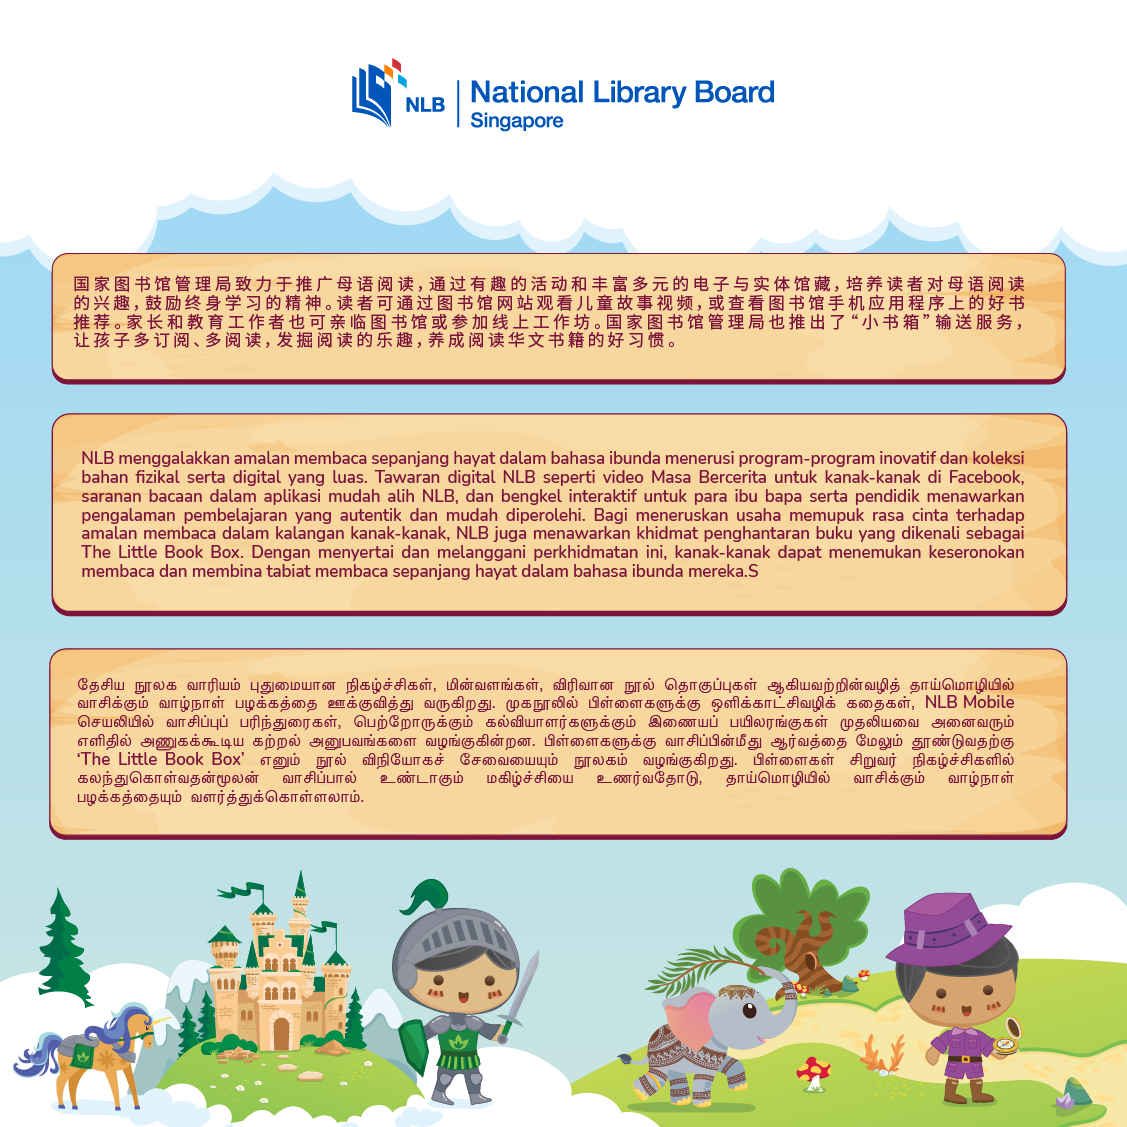 NLB
National Library Board
Singapore
国家图书馆管理局致力于推广母语阅读,通过有趣的活动和丰富多元的电子与实体馆藏,培养读者对母语阅读
的兴趣,鼓励终身学习的精神。读者可通过图书馆网站观看儿童故事视频,或查看图书馆手机应用程序上的好书
推荐。家长和教育工作者也可亲临图书馆或参加线上工作坊。国家图书馆管理局也推出了“小书箱”输送服务,
让孩子多订阅、多阅读,发掘阅读的乐趣,养成阅读华文书籍的好习惯。
NLB menggalakkan amalan membaca sepanjang hayat dalam bahasa ibunda menerusi program-program inovatif dan koleksi
bahan fizikal serta digital yang luas. Tawaran digital NLB seperti video Masa Bercerita untuk kanak-kanak di Facebook,
saranan bacaan dalam aplikasi mudah alih NLB, dan bengkel interaktif untuk para ibu bapa serta pendidik menawarkan
pengalaman pembelajaran yang autentik dan mudah diperolehi. Bagi meneruskan usaha memupuk rasa cinta terhadap
amalan membaca dalam kalangan kanak-kanak, NLB juga menawarkan khidmat penghantaran buku yang dikenali sebagai
The Little Book Box. Dengan menyertai dan melanggani perkhidmatan ini, kanak-kanak dapat menemukan keseronokan
membaca dan membina tabiat membaca sepanjang hayat dalam bahasa ibunda mereka.S
தேசிய நூலக வாரியம் புதுமையான நிகழ்ச்சிகள், மின்வளங்கள், விரிவான நூல் தொகுப்புகள் ஆகியவற்றின்வழித் தாய்மொழியில்
வாசிக்கும் வாழ்நாள் பழக்கத்தை ஊக்குவித்து வருகிறது. முகநூலில் பிள்ளைகளுக்கு ஒளிக்காட்சிவழிக் கதைகள், NLB Mobile
செயலியில் வாசிப்புப் பரிந்துரைகள், பெற்றோருக்கும் கல்வியாளர்களுக்கும் இணையப் பயிலரங்குகள் முதலியவை அனைவரும்
எளிதில் அணுகக்கூடிய கற்றல் அனுபவங்களை வழங்குகின்றன. பிள்ளைகளுக்கு வாசிப்பின்மீது ஆர்வத்தை மேலும் தூண்டுவதற்கு
‘The Little Book Box’ எனும் நூல் விநியோகச் சேவையையும் நூலகம் வழங்குகிறது. பிள்ளைகள் சிறுவர் நிகழ்ச்சிகளில்
கலந்துகொள்வதன்மூலன் வாசிப்பால் உண்டாகும் மகிழ்ச்சியை உணர்வதோடு, தாய்மொழியில் வாசிக்கும் வாழ்நாள்
பழக்கத்தையும் வளர்த்துக்கொள்ளலாம்.